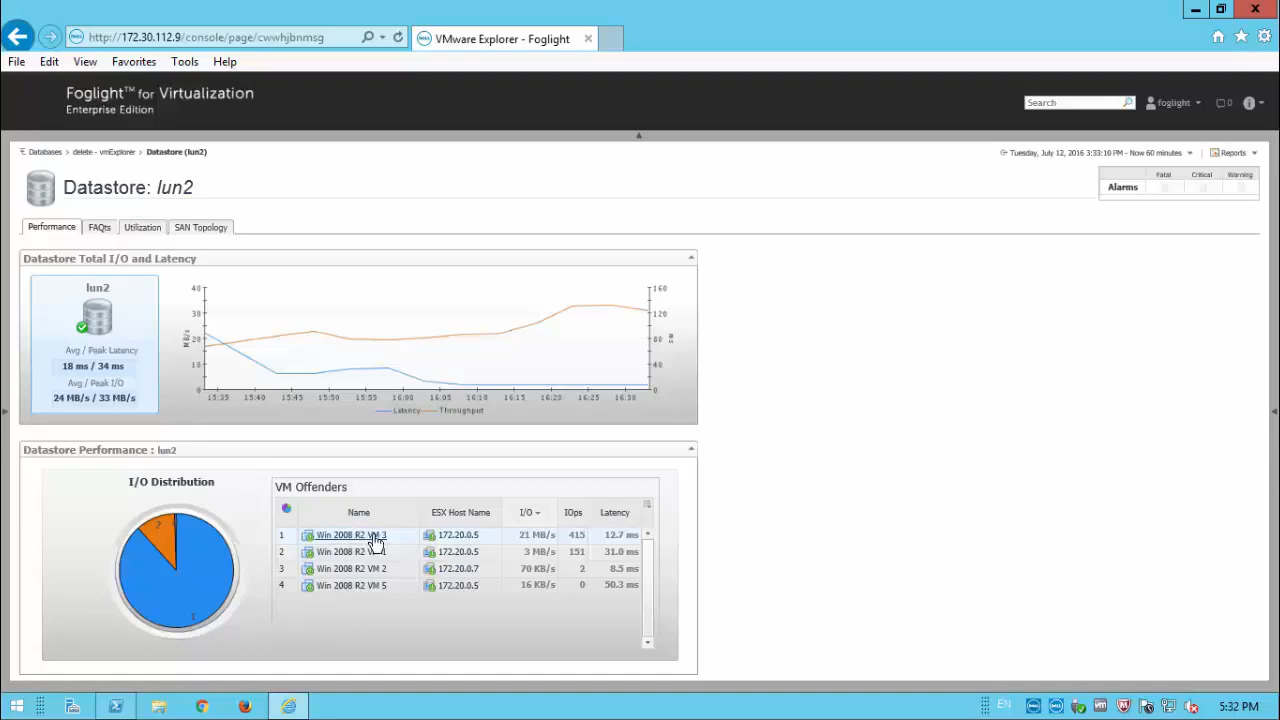 http://172.30.112.9/console/page/cwwhjbnmsg
VMware Explorer - Foglight
File Edit View Favorites Tools Help
Foglight™ for Virtualization
Enterprise Edition
Search
foglight
0
Databases > delete - vmExplorer > Datastore (lun2)
Tuesday, July 12, 2016 3:33:10 PM - Now 60 minutes
Reports
Datastore: lun2
Fatal Critical Warning
Alarms
Performance FAQts Utilization SAN Topology
Datastore Total I/O and Latency
lun2
Avg / Peak Latency
18 ms / 34 ms
Avg / Peak I/O
24 MB/s / 33 MB/s
40
30
20
10
0
MB/s
160
120
80
40
0
ms
15:35 15:40 15:45 15:50 15:55 16:00 16:05 16:10 16:15 16:20 16:25 16:30
Latency Throughput
Datastore Performance : lun2
I/O Distribution
2
1
VM Offenders
Name ESX Host Name I/O IOps Latency
1 Win 2008 R2 VM 3 172.20.0.5 21 MB/s 415 12.7 ms
2 Win 2008 R2 172.20.0.5 3 MB/s 151 31.0 ms
3 Win 2008 R2 VM 2 172.20.0.7 70 KB/s 2 8.5 ms
4 Win 2008 R2 VM 5 172.20.0.5 16 KB/s 0 50.3 ms
EN
5:32 PM